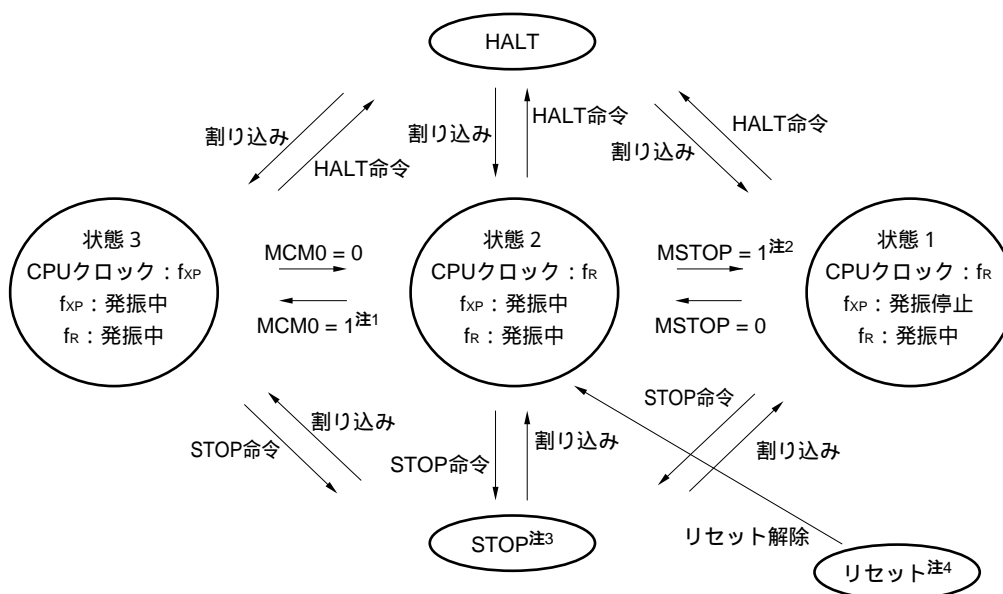 HALT
割り込み
HALT命令
割り込み
HALT命令
HALT命令
割り込み
状態 3
CPUクロック：fXP
fXP：発振中
fR：発振中
MCM0 = 0
MCM0 = 1注1
状態 2
CPUクロック：fR
fXP：発振中
fR：発振中
MSTOP = 1注2
MSTOP = 0
状態 1
CPUクロック：fR
fXP：発振停止
fR：発振中
STOP命令
割り込み
STOP命令
割り込み
STOP命令
割り込み
STOP注3
リセット解除
リセット注4